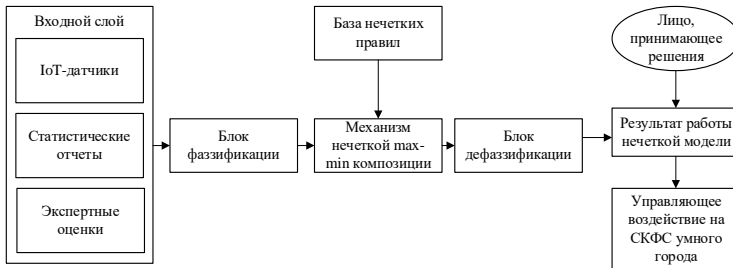 Входной слой
IoT-датчики
Статистические
отчеты
Экспертные
оценки
Блок
фаззификации
База нечетких
правил
Механизм
нечеткой max-
min композиции
Блок
дефаззификации
Лицо,
принимающее
решения
Результат работы
нечеткой модели
Управляющее
воздействие на
СКФС умного
города